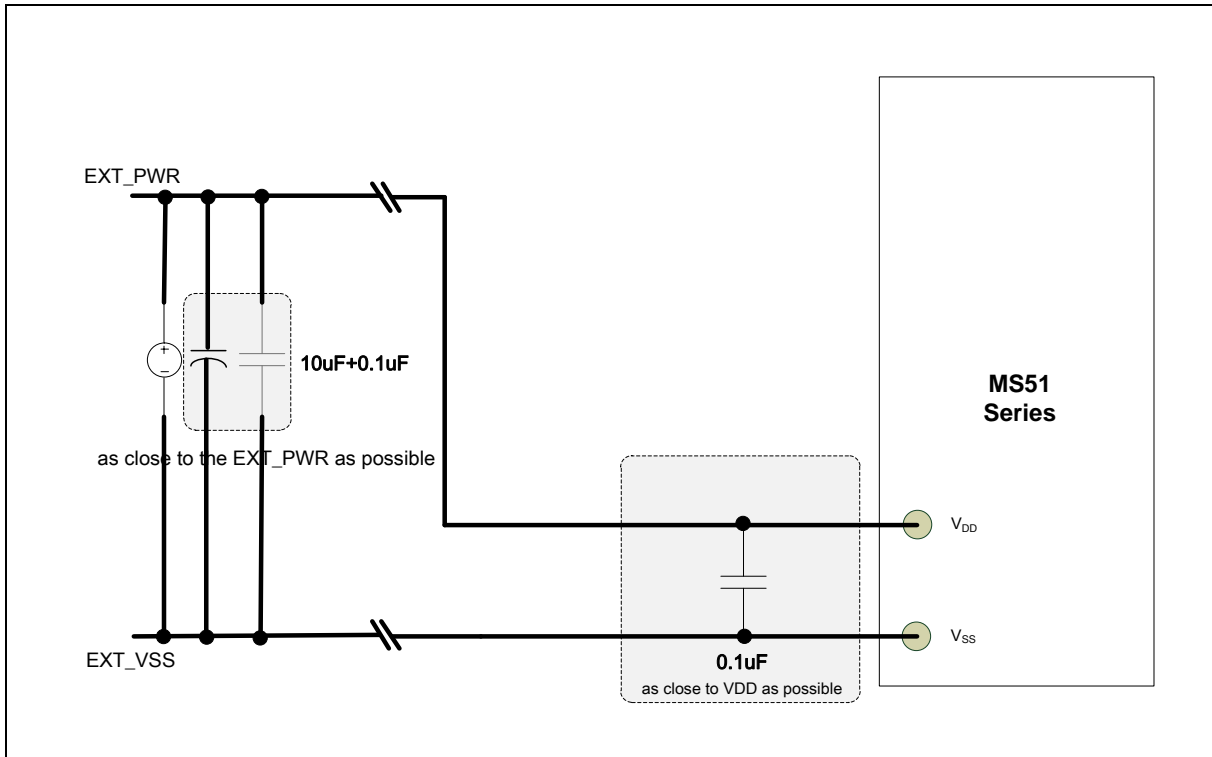 EXT_PWR
+
−
10uF+0.1uF
as close to the EXT_PWR as possible
MS51
Series
VDD
VSS
EXT_VSS
0.1uF
as close to VDD as possible